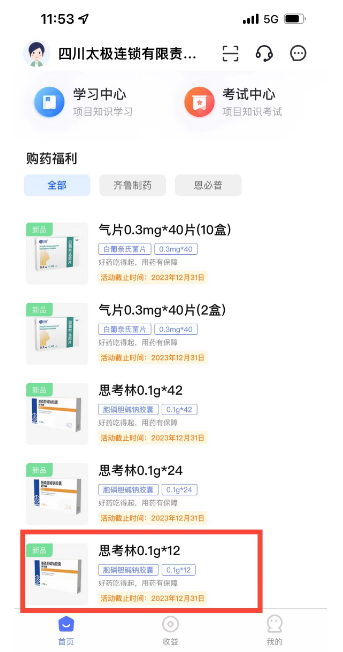 11:53
5G
四川太极连锁有限责...
学习中心
项目知识学习
考试中心
项目知识考试
购药福利
全部
齐鲁制药
恩必普
新品
气片0.3mg*40片(10盒)
白葡奈氏菌片
0.3mg*40
好药吃得起，用药有保障
活动截止时间：2023年12月31日
新品
气片0.3mg*40片(2盒)
白葡奈氏菌片
0.3mg*40
好药吃得起，用药有保障
活动截止时间：2023年12月31日
新品
思考林0.1g*42
胞磷胆碱钠胶囊
0.1g*42
好药吃得起，用药有保障
活动截止时间：2023年12月31日
新品
思考林0.1g*24
胞磷胆碱钠胶囊
0.1g*24
好药吃得起，用药有保障
活动截止时间：2023年12月31日
新品
思考林0.1g*12
胞磷胆碱钠胶囊
0.1g*12
好药吃得起，用药有保障
活动截止时间：2023年12月31日
首页
收益
我的